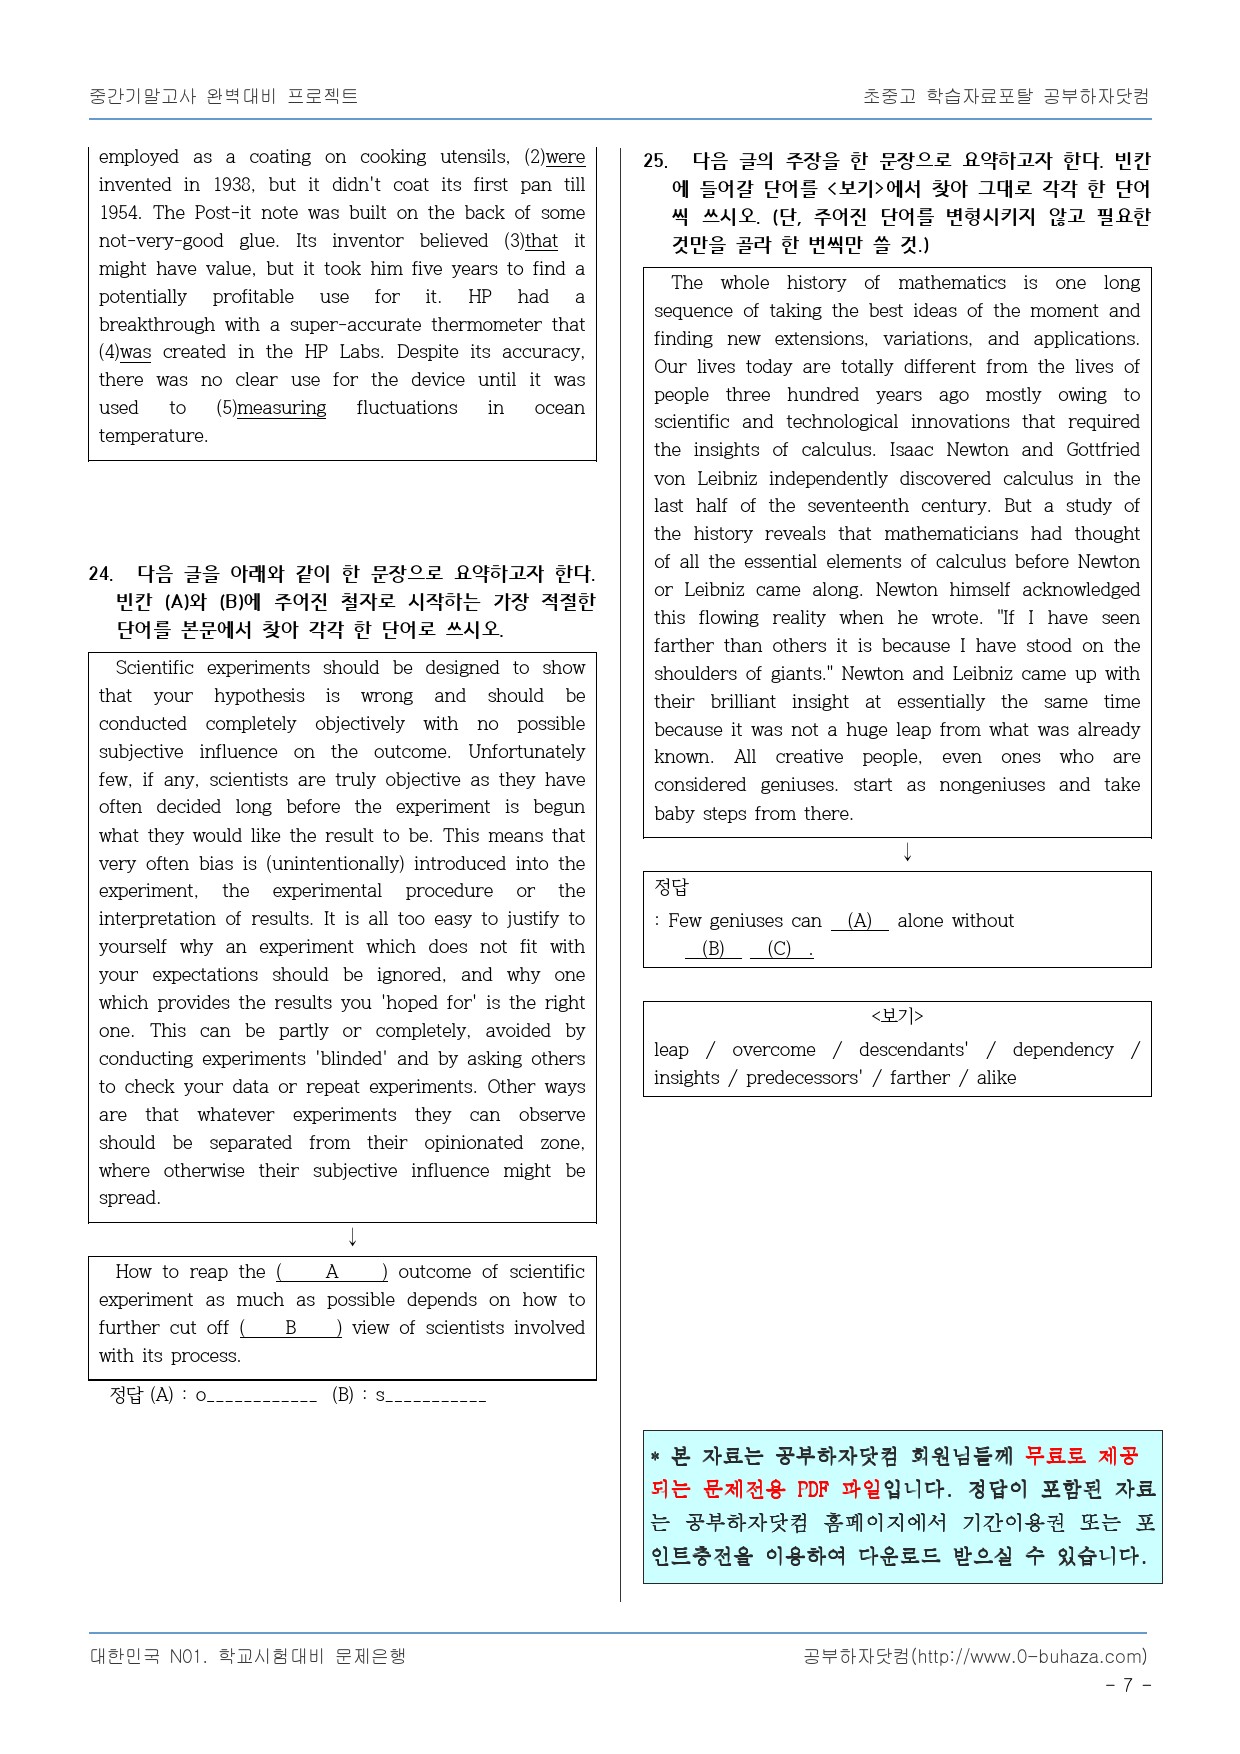 중간기말고사 완벽대비 프로젝트
초중고 학습자료포탈 공부하자닷컴
employed as a coating on cooking utensils, (2)were
invented in 1938, but it didn't coat its first pan till
1954. The Post-it note was built on the back of some
not-very-good glue. Its inventor believed (3)that it
might have value, but it took him five years to find a
potentially profitable use for it. HP had a
breakthrough with a super-accurate thermometer that
(4)was created in the HP Labs. Despite its accuracy,
there was no clear use for the device until it was
used to (5)measuring fluctuations in ocean
temperature.
24. 다음 글을 아래와 같이 한 문장으로 요약하고자 한다.
빈칸 (A)와 (B)에 주어진 철자로 시작하는 가장 적절한
단어를 본문에서 찾아 각각 한 단어로 쓰시오.
Scientific experiments should be designed to show
that your hypothesis is wrong and should be
conducted completely objectively with no possible
subjective influence on the outcome. Unfortunately
few, if any, scientists are truly objective as they have
often decided long before the experiment is begun
what they would like the result to be. This means that
very often bias is (unintentionally) introduced into the
experiment, the experimental procedure or the
interpretation of results. It is all too easy to justify to
yourself why an experiment which does not fit with
your expectations should be ignored, and why one
which provides the results you 'hoped for' is the right
one. This can be partly or completely, avoided by
conducting experiments 'blinded' and by asking others
to check your data or repeat experiments. Other ways
are that whatever experiments they can observe
should be separated from their opinionated zone,
where otherwise their subjective influence might be
spread.
↓
How to reap the ( A ) outcome of scientific
experiment as much as possible depends on how to
further cut off ( B ) view of scientists involved
with its process.
정답 (A) : o____________ (B) : s___________
25. 다음 글의 주장을 한 문장으로 요약하고자 한다. 빈칸
에 들어갈 단어를 <보기>에서 찾아 그대로 각각 한 단어
씩 쓰시오. (단, 주어진 단어를 변형시키지 않고 필요한
것만을 골라 한 번씩만 쓸 것.)
The whole history of mathematics is one long
sequence of taking the best ideas of the moment and
finding new extensions, variations, and applications.
Our lives today are totally different from the lives of
people three hundred years ago mostly owing to
scientific and technological innovations that required
the insights of calculus. Isaac Newton and Gottfried
von Leibniz independently discovered calculus in the
last half of the seventeenth century. But a study of
the history reveals that mathematicians had thought
of all the essential elements of calculus before Newton
or Leibniz came along. Newton himself acknowledged
this flowing reality when he wrote. "If I have seen
farther than others it is because I have stood on the
shoulders of giants." Newton and Leibniz came up with
their brilliant insight at essentially the same time
because it was not a huge leap from what was already
known. All creative people, even ones who are
considered geniuses. start as nongeniuses and take
baby steps from there.
↓
정답
: Few geniuses can (A) alone without
(B) (C) .
<보기>
leap / overcome / descendants' / dependency /
insights / predecessors' / farther / alike
* 본 자료는 공부하자닷컴 회원님들께 무료로 제공
되는 문제전용 PDF 파일입니다. 정답이 포함된 자료
는 공부하자닷컴 홈페이지에서 기간이용권 또는 포
인트충전을 이용하여 다운로드 받으실 수 있습니다.
대한민국 N01. 학교시험대비 문제은행
공부하자닷컴(http://www.0-buhaza.com)
- 7 -